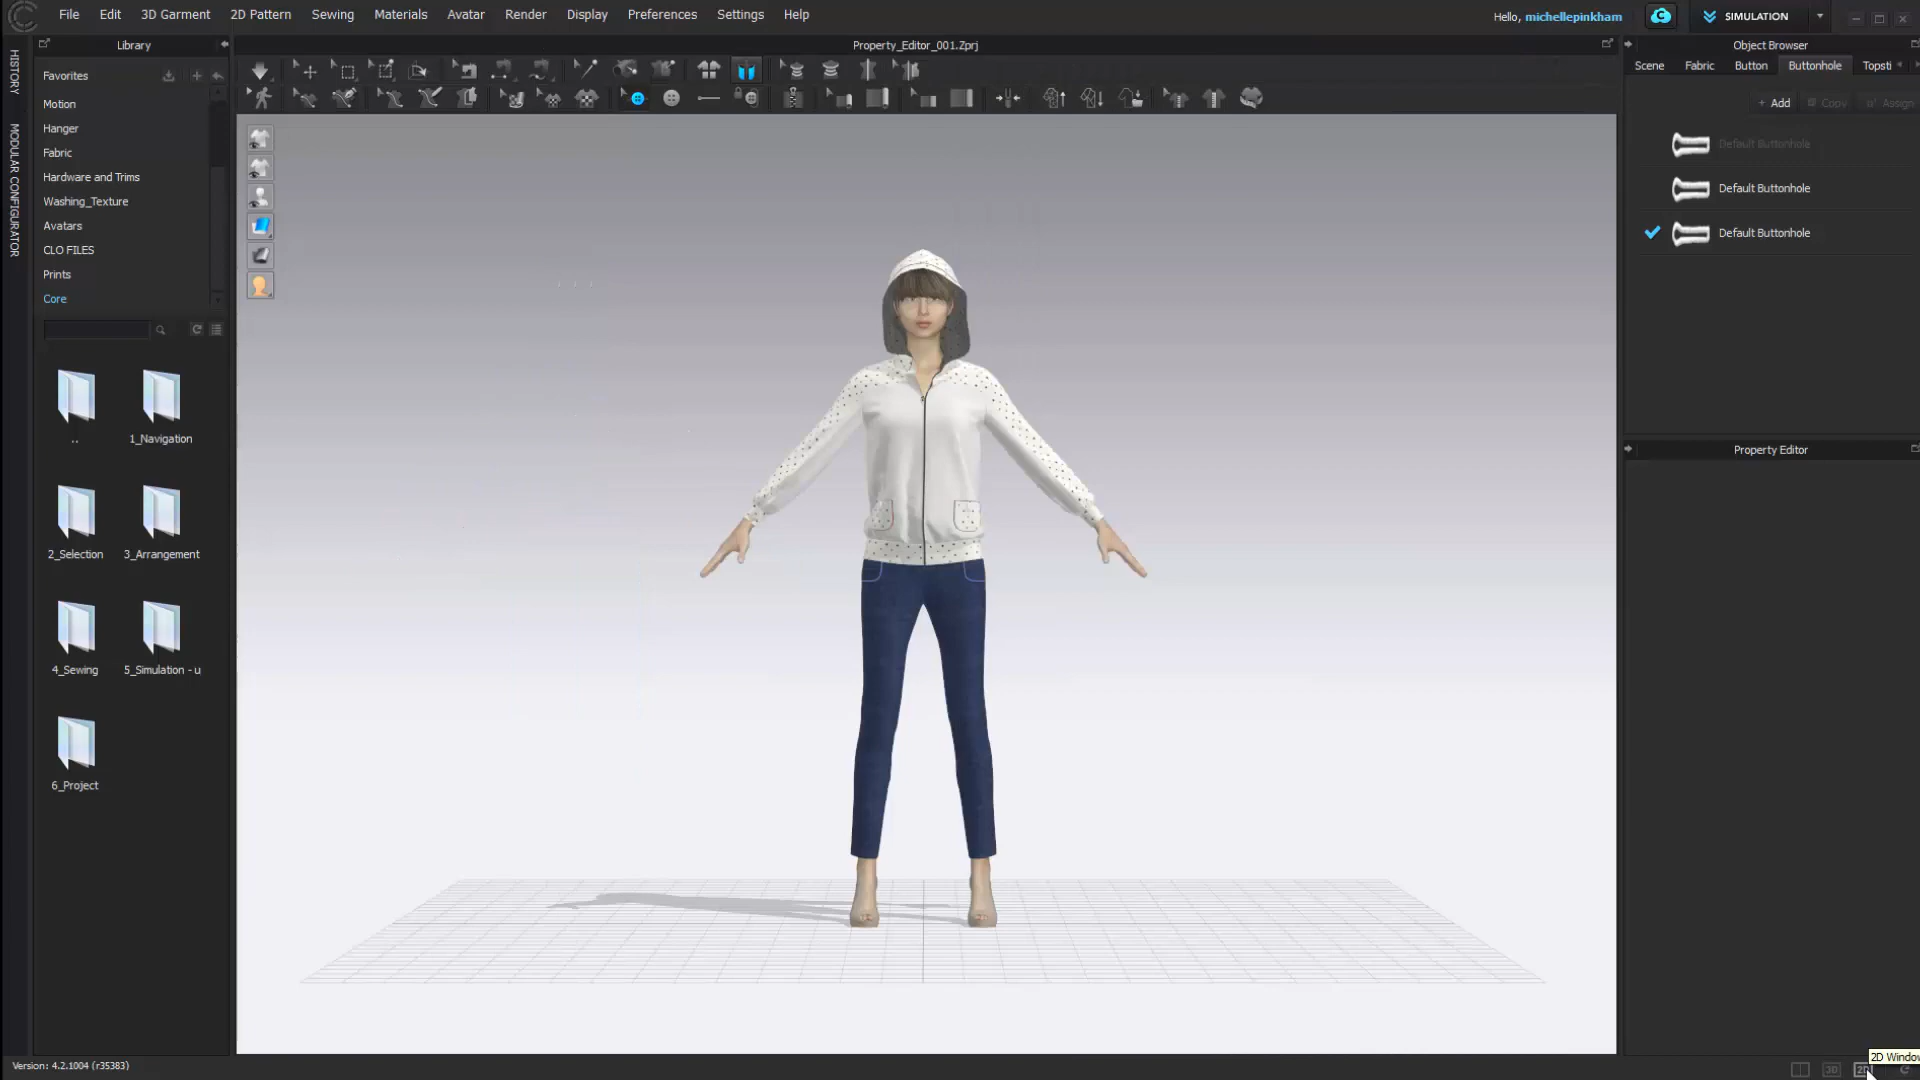 File Edit 3D Garment 2D Pattern Sewing Materials Avatar Render Display Preferences Settings Help
Hello, michellepinkham
SIMULATION
Library
Property_Editor_001.Zprj
Object Browser
HISTORY
MODULAR CONFIGURATOR
Favorites
Motion
Hanger
Fabric
Hardware and Trims
Washing_Texture
Avatars
CLO FILES
Prints
Core
..
1_Navigation
2_Selection
3_Arrangement
4_Sewing
5_Simulation - u
6_Project
Scene Fabric Button Buttonhole Topsti
+ Add Copy Assign
Default Buttonhole
Default Buttonhole
Default Buttonhole
Property Editor
Version: 4.2.1004 (r35383)
2D Window
3D
2D